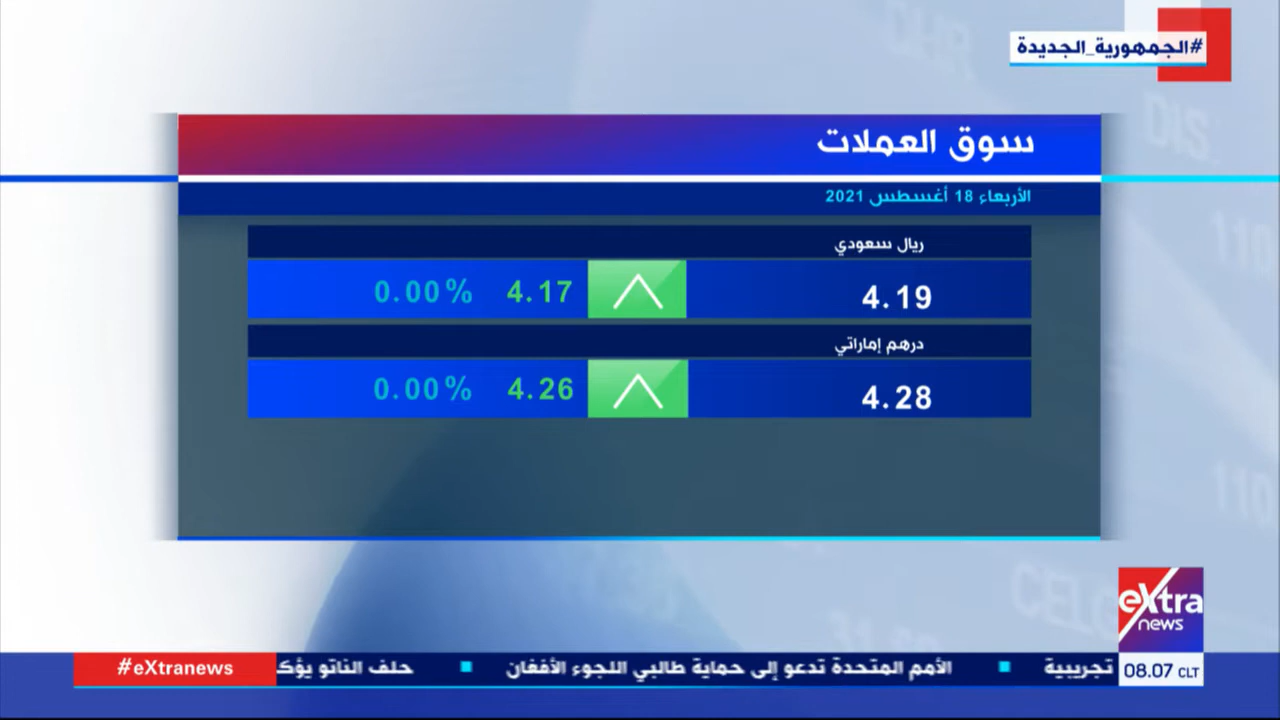 #الجمهورية_الجديدة
سوق العملات
الأربعاء 18 أغسطس 2021
ريال سعودي
4.19 4.17 0.00%
درهم إماراتي
4.28 4.26 0.00%
eXtra
news
08.07 CLT
تجريبية ■ الأمم المتحدة تدعو إلى حماية طالبي اللجوء الأفغان ■ حلف الناتو
#eXtranews